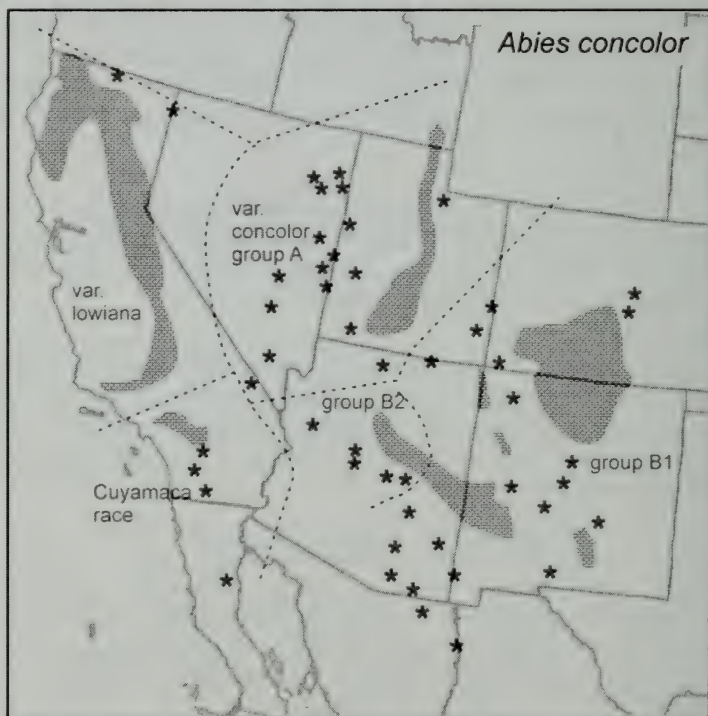 Abies concolor
var.
concolor
group A
var.
lowiana
group B2
group B1
Cuyamaca
race